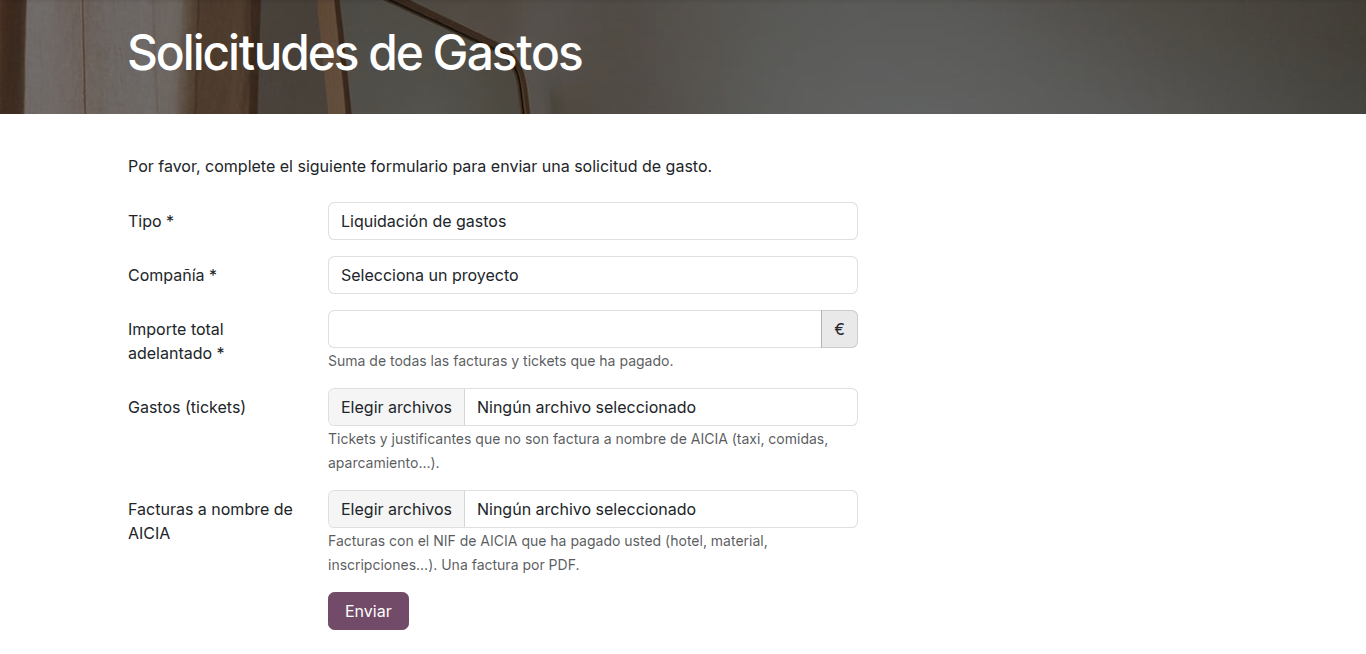 Solicitudes de Gastos
Por favor, complete el siguiente formulario para enviar una solicitud de gasto.
Tipo *
Liquidación de gastos
Compañía *
Selecciona un proyecto
Importe total
adelantado *
€
Suma de todas las facturas y tickets que ha pagado.
Gastos (tickets)
Elegir archivos Ningún archivo seleccionado
Tickets y justificantes que no son factura a nombre de AICIA (taxi, comidas,
aparcamiento...).
Facturas a nombre de
AICIA
Elegir archivos Ningún archivo seleccionado
Facturas con el NIF de AICIA que ha pagado usted (hotel, material,
inscripciones...). Una factura por PDF.
Enviar